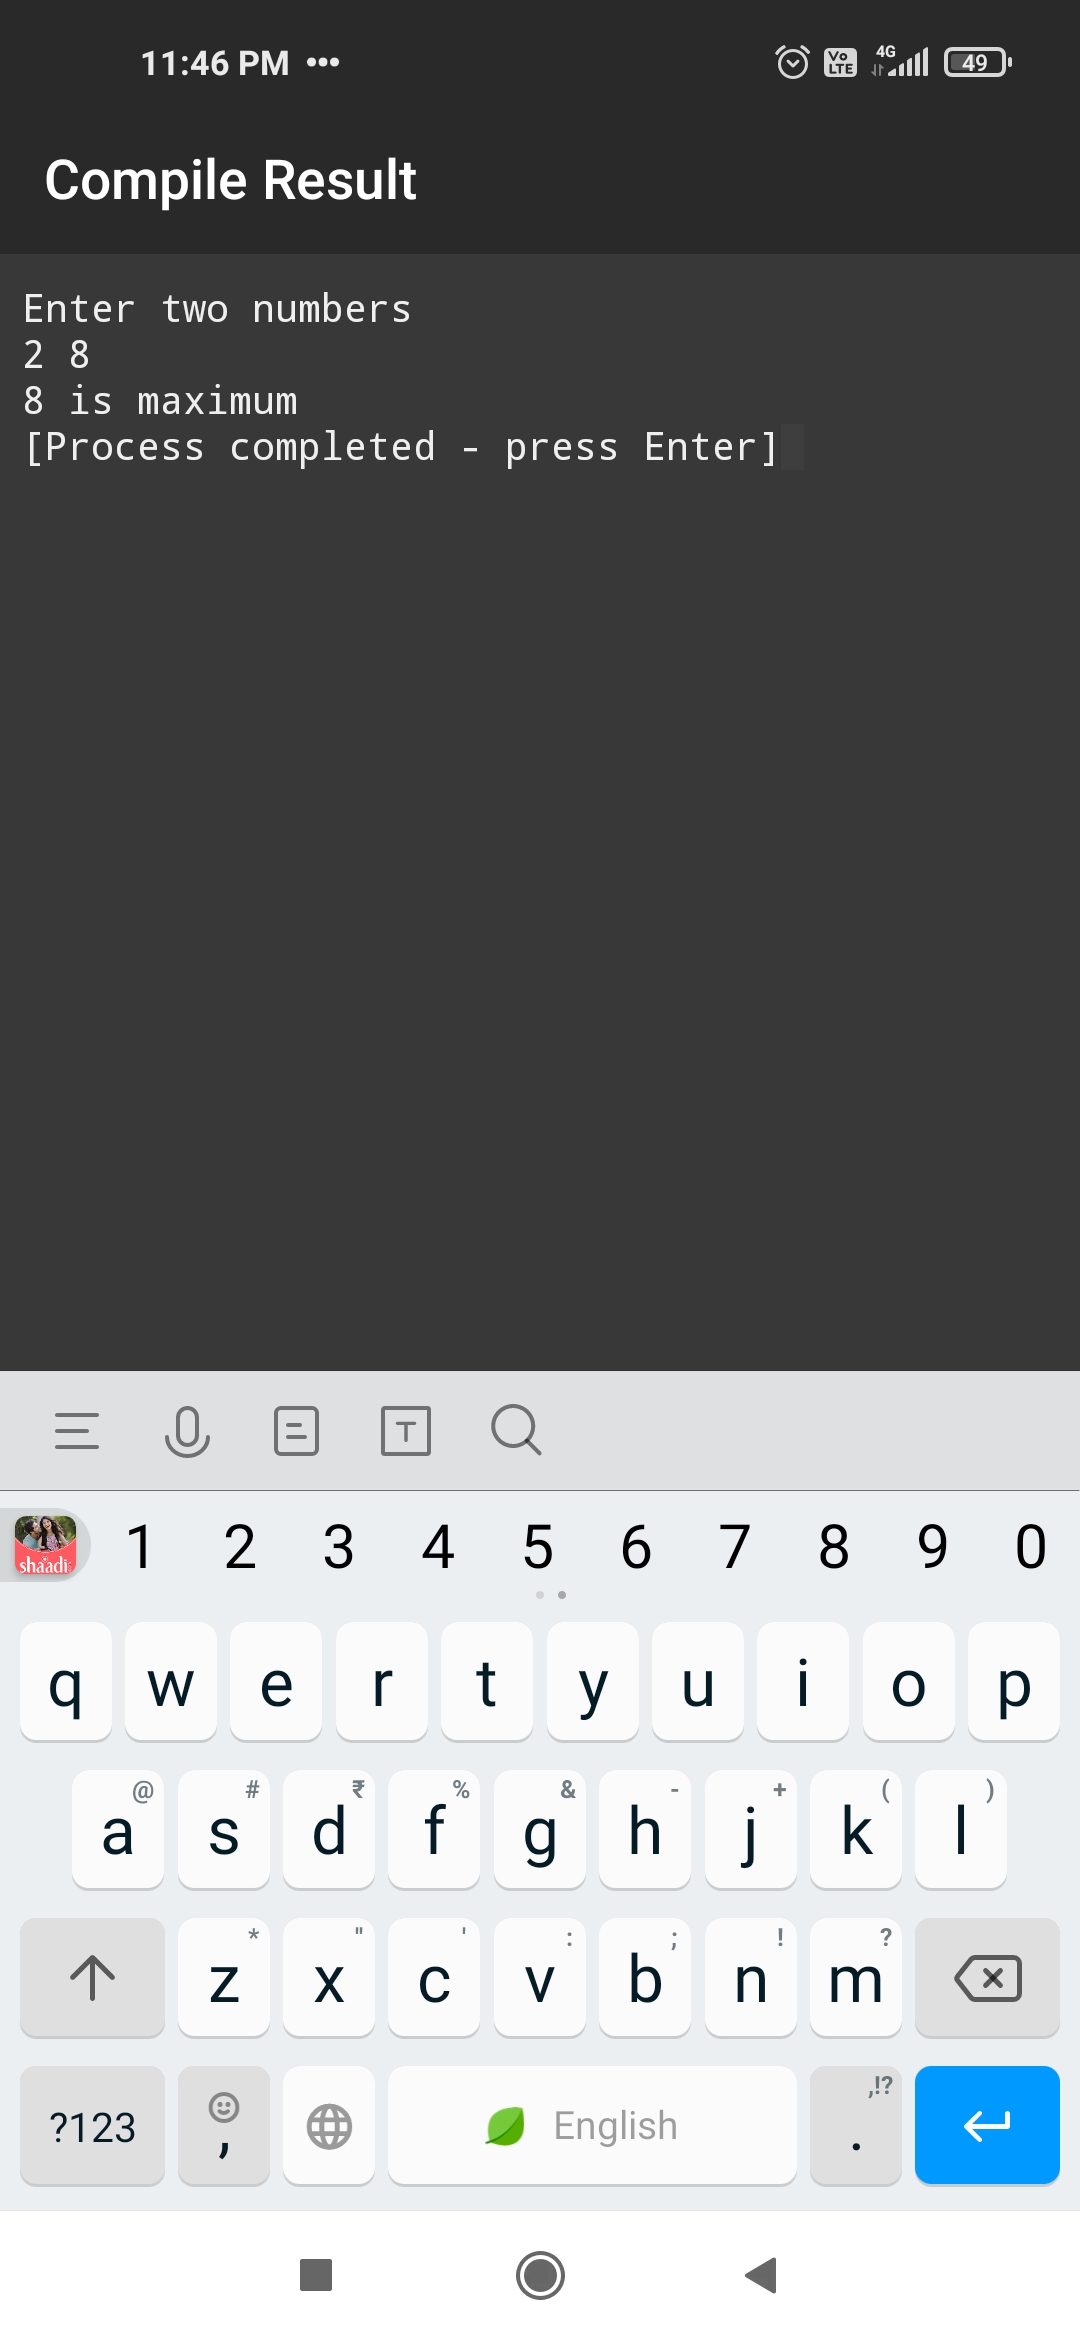 11:46 PM •••
Vo LTE 4G 49
Compile Result
Enter two numbers
2 8
8 is maximum
[Process completed - press Enter]
T
shaadi 1 2 3 4 5 6 7 8 9 0
q w e r t y u i o p
@ # ₹ % & - + ( )
a s d f g h j k l
* " ' : ; ! ?
z x c v b n m
?123 , English . ,!?